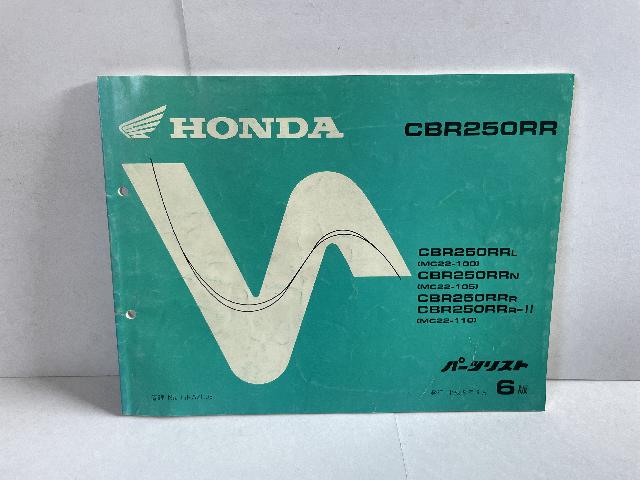 HONDA
CBR250RR
CBR250RRL
(MC22-100)
CBR250RRN
(MC22-105)
CBR250RRR
CBR250RRR-II
(MC22-110)
パーツリスト
6版